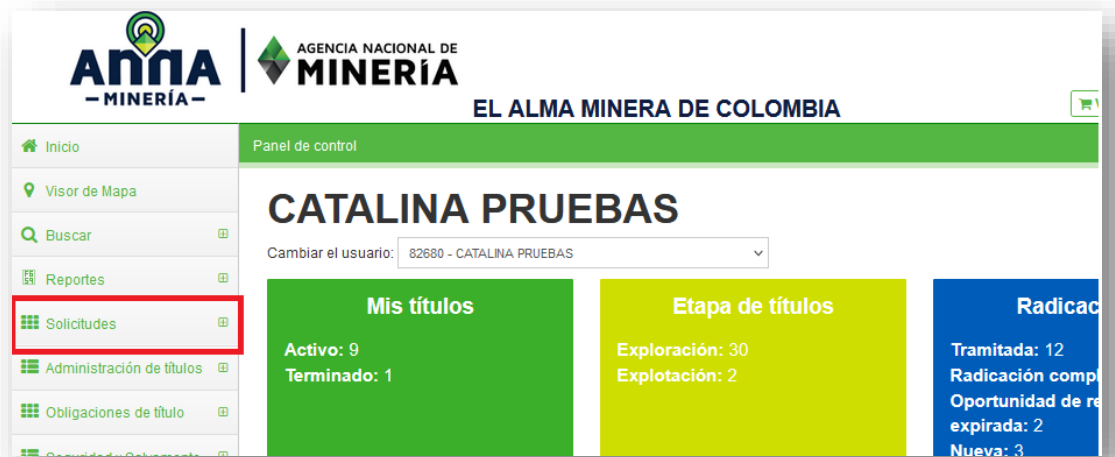 ANNA
– MINERÍA –
AGENCIA NACIONAL DE
MINERÍA
EL ALMA MINERA DE COLOMBIA
Inicio
Panel de control
Visor de Mapa
Buscar
Reportes
Solicitudes
Administración de títulos
Obligaciones de título
CATALINA PRUEBAS
Cambiar el usuario: 82680 - CATALINA PRUEBAS
Mis títulos
Activo: 9
Terminado: 1
Etapa de títulos
Exploración: 30
Explotación: 2
Radicac
Tramitada: 12
Radicación compl
Oportunidad de re
expirada: 2
Nueva: 3